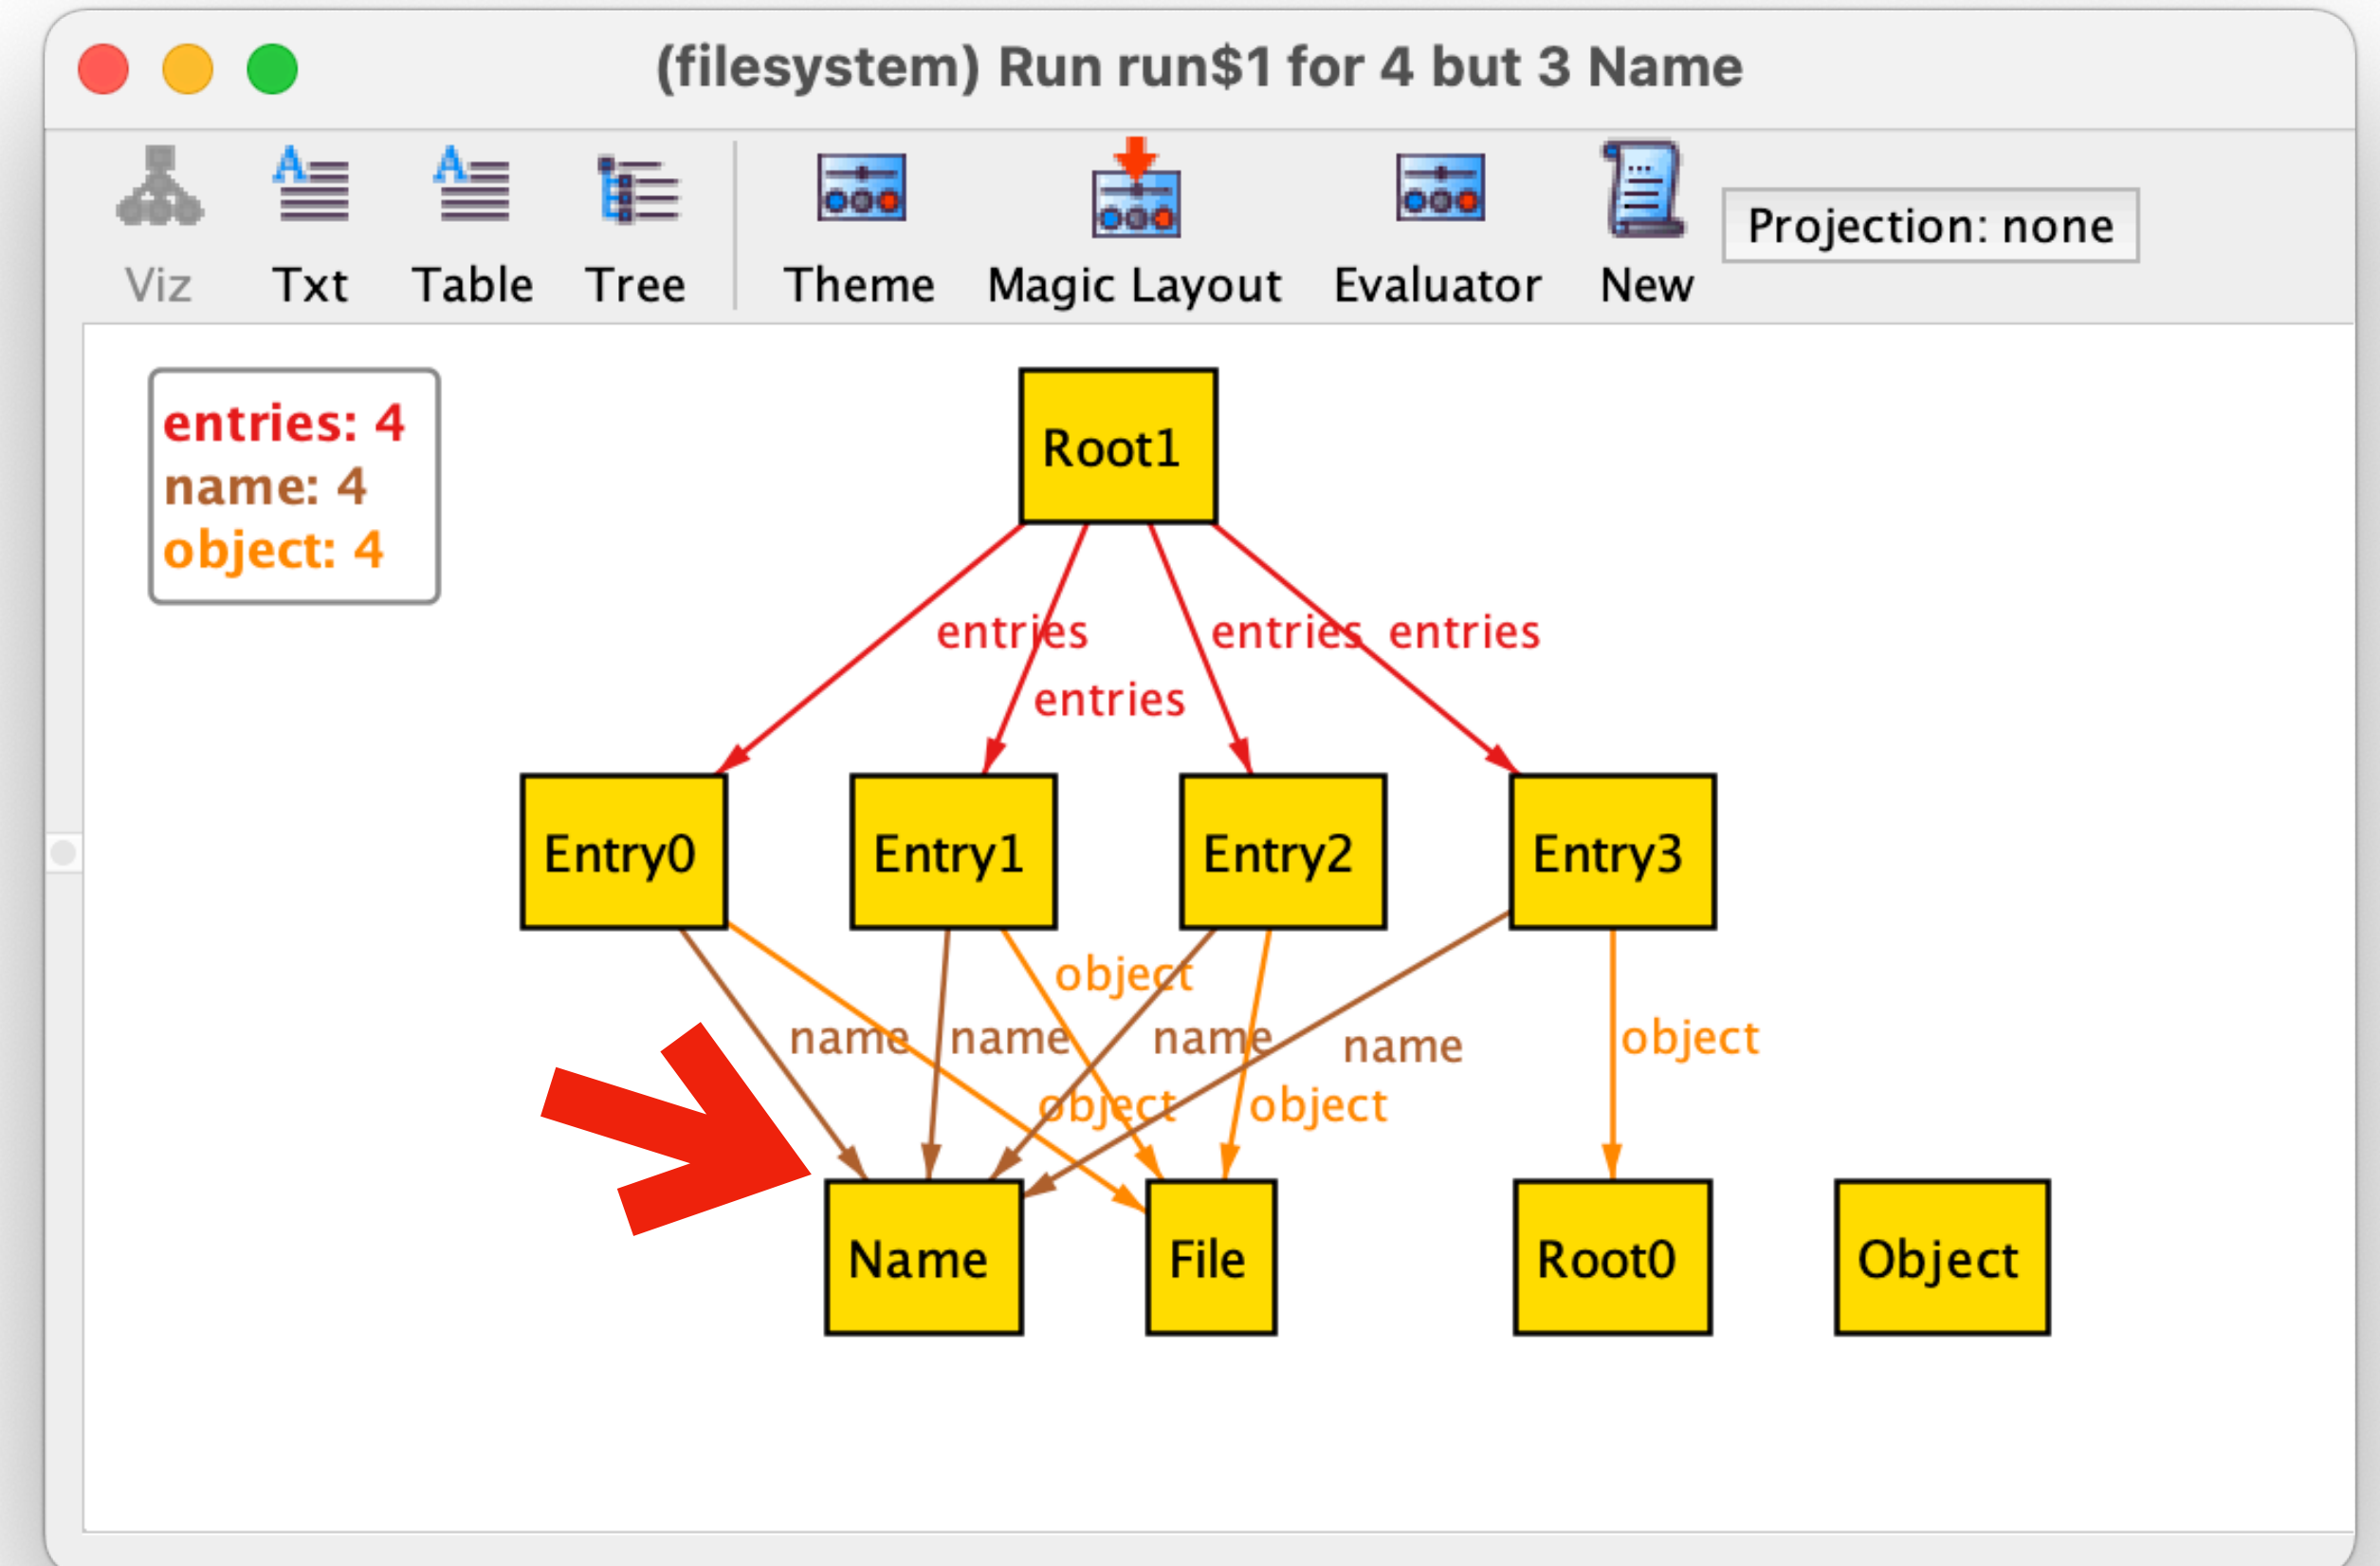 (filesystem) Run run$1 for 4 but 3 Name
Viz Txt Table Tree Theme Magic Layout Evaluator New Projection: none
entries: 4
name: 4
object: 4
Root1
entries entries entries
entries
Entry0 Entry1 Entry2 Entry3
object
name name name name object
object object
Name File Root0 Object